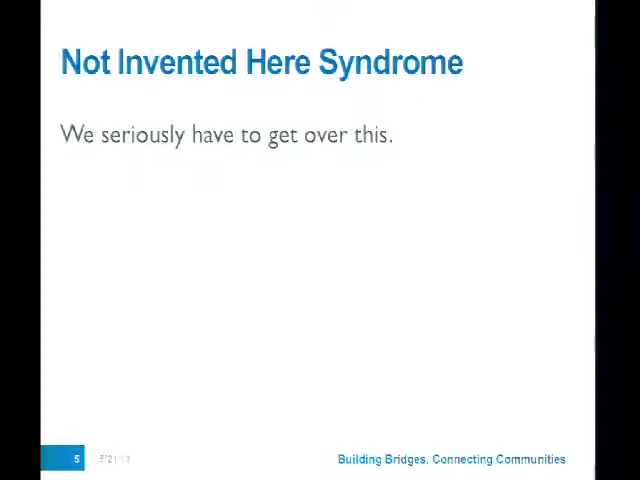 Not Invented Here Syndrome
We seriously have to get over this.
5
Building Bridges. Connecting Communities